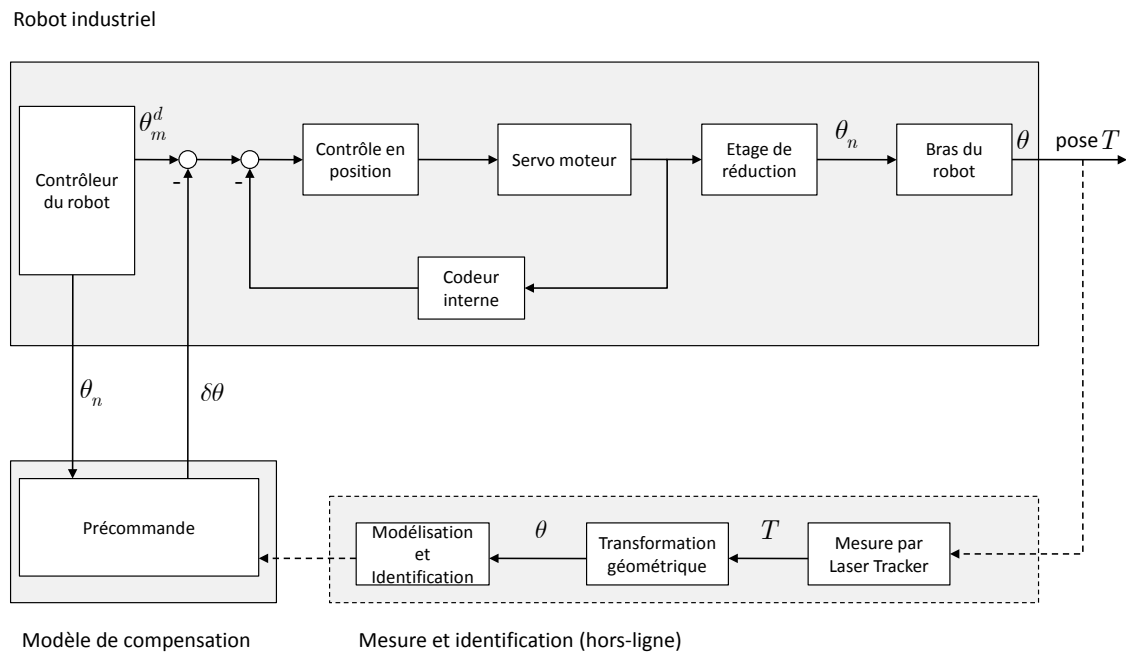 Robot industriel
Contrôleur
du robot
θ_m^d
-
-
Contrôle en
position
Servo moteur
Etage de
réduction
θ_n
Bras du
robot
θ
pose T
Codeur
interne
θ_n
δθ
Précommande
Modélisation
et
Identification
θ
Transformation
géométrique
T
Mesure par
Laser Tracker
Modèle de compensation
Mesure et identification (hors-ligne)